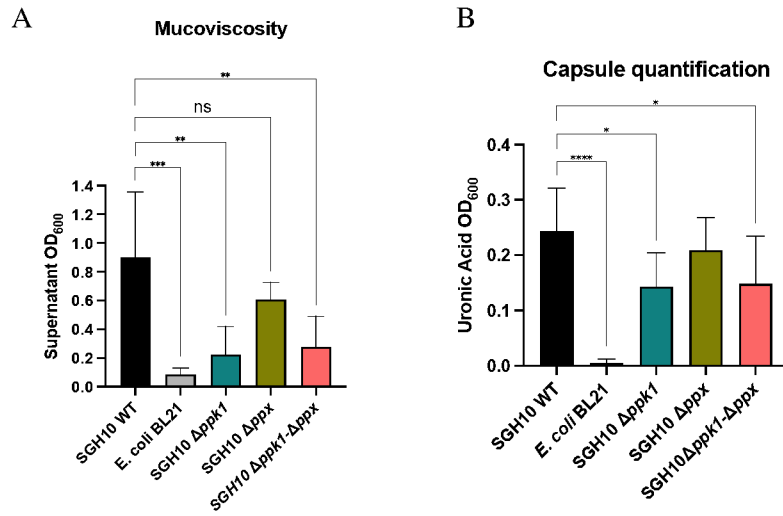 A
Mucoviscosity
**
ns
**
***
Supernatant OD600
1.4
1.2
1.0
0.8
0.6
0.4
0.2
0.0
SGH10 WT
E. coli BL21
SGH10 Δppk1
SGH10 Δppx
SGH10 Δppk1-Δppx
B
Capsule quantification
*
*
****
Uronic Acid OD600
0.4
0.3
0.2
0.1
0.0
SGH10 WT
E. coli BL21
SGH10 Δppk1
SGH10 Δppx
SGH10Δppk1-Δppx